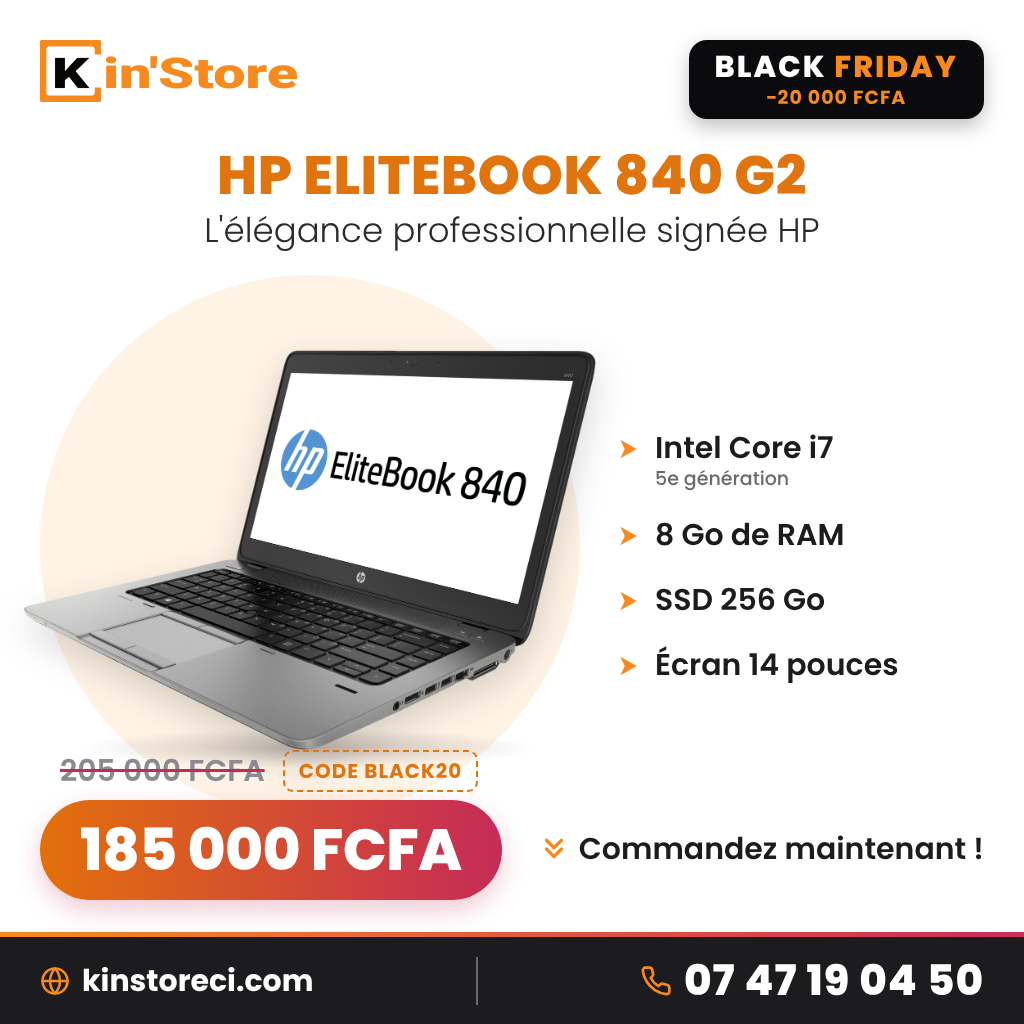 Kin'Store
BLACK FRIDAY
-20 000 FCFA
HP ELITEBOOK 840 G2
L'élégance professionnelle signée HP
840
hp EliteBook 840
hp
Intel Core i7
5e génération
8 Go de RAM
SSD 256 Go
Écran 14 pouces
205 000 FCFA
CODE BLACK20
185 000 FCFA
Commandez maintenant !
kinstoreci.com
07 47 19 04 50